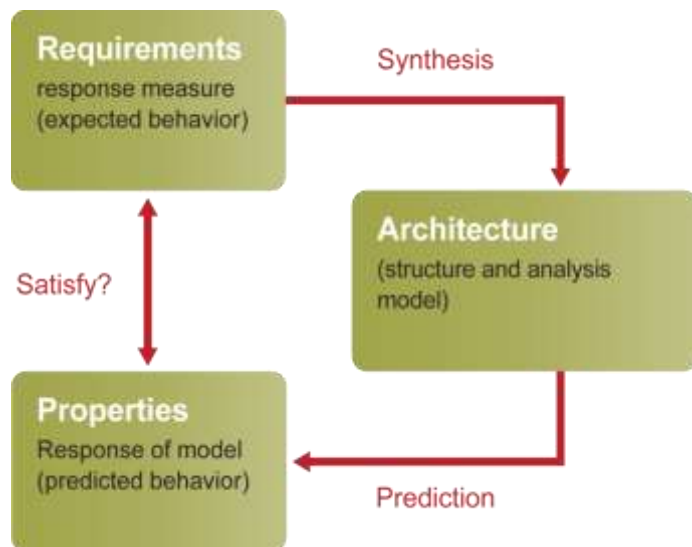 Requirements
response measure
(expected behavior)
Synthesis
Architecture
(structure and analysis
model)
Satisfy?
Properties
Response of model
(predicted behavior)
Prediction